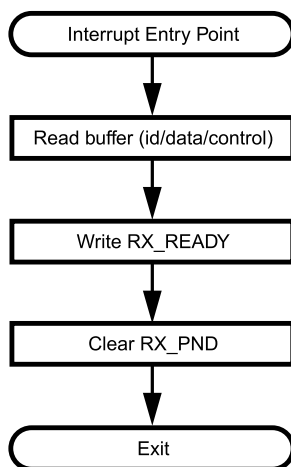 Interrupt Entry Point
Read buffer (id/data/control)
Write RX_READY
Clear RX_PND
Exit